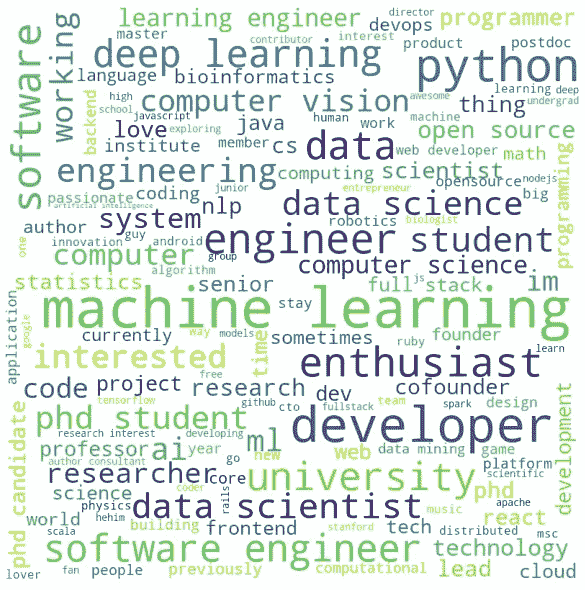 director
learning engineer
devops
programmer
master
contributor
interest
product
postdoc
software
working
deep learning
python
language
bioinformatics
learning
deep
undergrad
high
school
javascript
computer vision
human
work
machine
awesome
thing
backend
love
exploring
java
data
web developer
open source
institute
member
cs
scientist
math
programming
engineering
computing
opensource
nodejs
passionate
coding
nlp
junior
entrepreneur
data science
big
artificial intelligence
author
system
robotics
biologist
innovation
android
guy
group
engineer
student
one
computer
algorithm
computer science
statistics
senior
full stack
js
im
application
google
machine learning
stay
currently
way
models
sometimes
ruby
founder
learn
interested
time
free
enthusiast
code
project
research
dev
cofounder
tensorflow
github
cto
fullstack
spark
team
design
phd student
developer
development
research interest
developing
professor
ai
year
ml
new
go
web
data mining
game
phd candidate
author consultant
researcher
core
university
platform
scientific
science
coder
phd
physics
rails
data scientist
music
apache
world
hehim
building
frontend
stanford
tech
distributed
react
msc
scala
software engineer
technology
lover
fan
people
previously
computational
lead
cloud